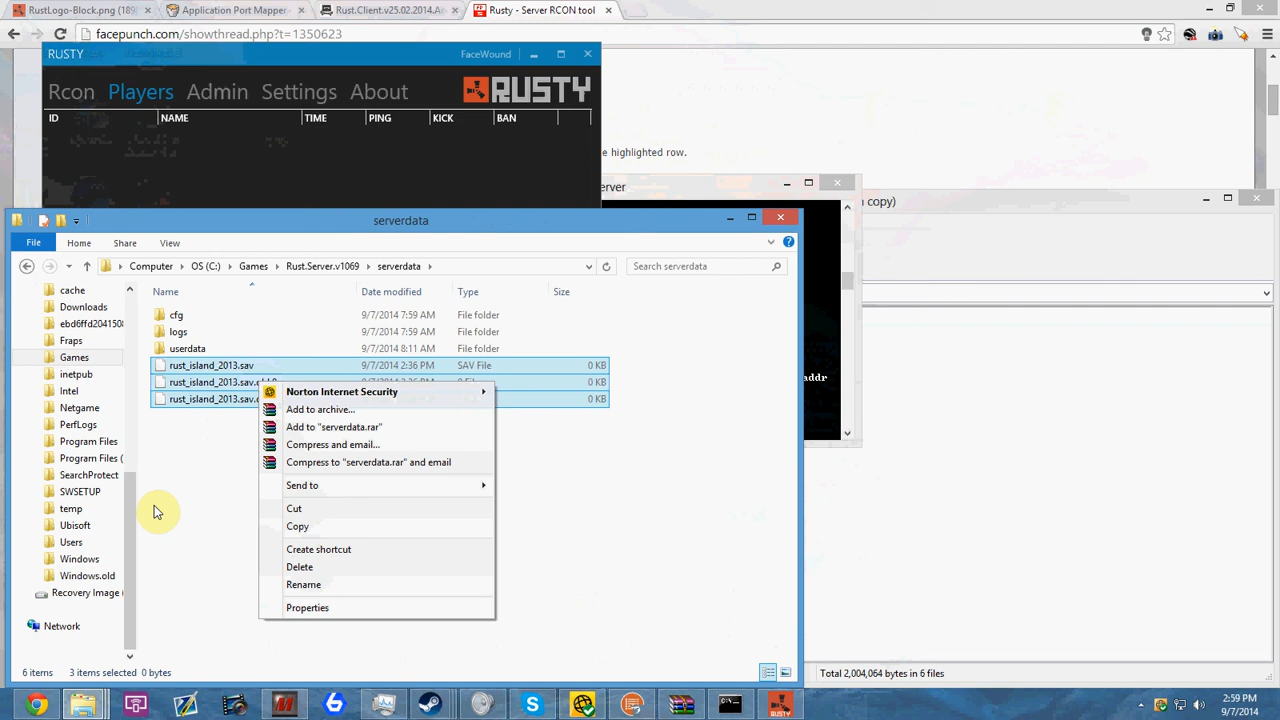 RustLogo-Block.png (189)
Application Port Mapper
Rust.Client.v25.02.2014.A
Rusty - Server RCON tool
facepunch.com/showthread.php?t=1350623
RUSTY
FaceWound
Rcon Players Admin Settings About
RUSTY
ID NAME TIME PING KICK BAN
e highlighted row.
erver
n copy)
serverdata
File Home Share View
Computer OS (C:) Games Rust.Server.v1069 serverdata
Search serverdata
Name Date modified Type Size
cache
Downloads
ebd6ffd2041508
Fraps
Games
inetpub
Intel
Netgame
PerfLogs
Program Files
Program Files (
SearchProtect
SWSETUP
temp
Ubisoft
Users
Windows
Windows.old
Recovery Image (
Network
cfg 9/7/2014 7:59 AM File folder
logs 9/7/2014 7:59 AM File folder
userdata 9/7/2014 8:11 AM File folder
rust_island_2013.sav 9/7/2014 2:36 PM SAV File 0 KB
rust_island_2013.sav 0 KB
rust_island_2013.sav 0 KB
Norton Internet Security
Add to archive...
Add to "serverdata.rar"
Compress and email...
Compress to "serverdata.rar" and email
Send to
Cut
Copy
Create shortcut
Delete
Rename
Properties
addr
6 items 3 items selected 0 bytes
Total 2,004,064 bytes in 6 files
2:59 PM
9/7/2014